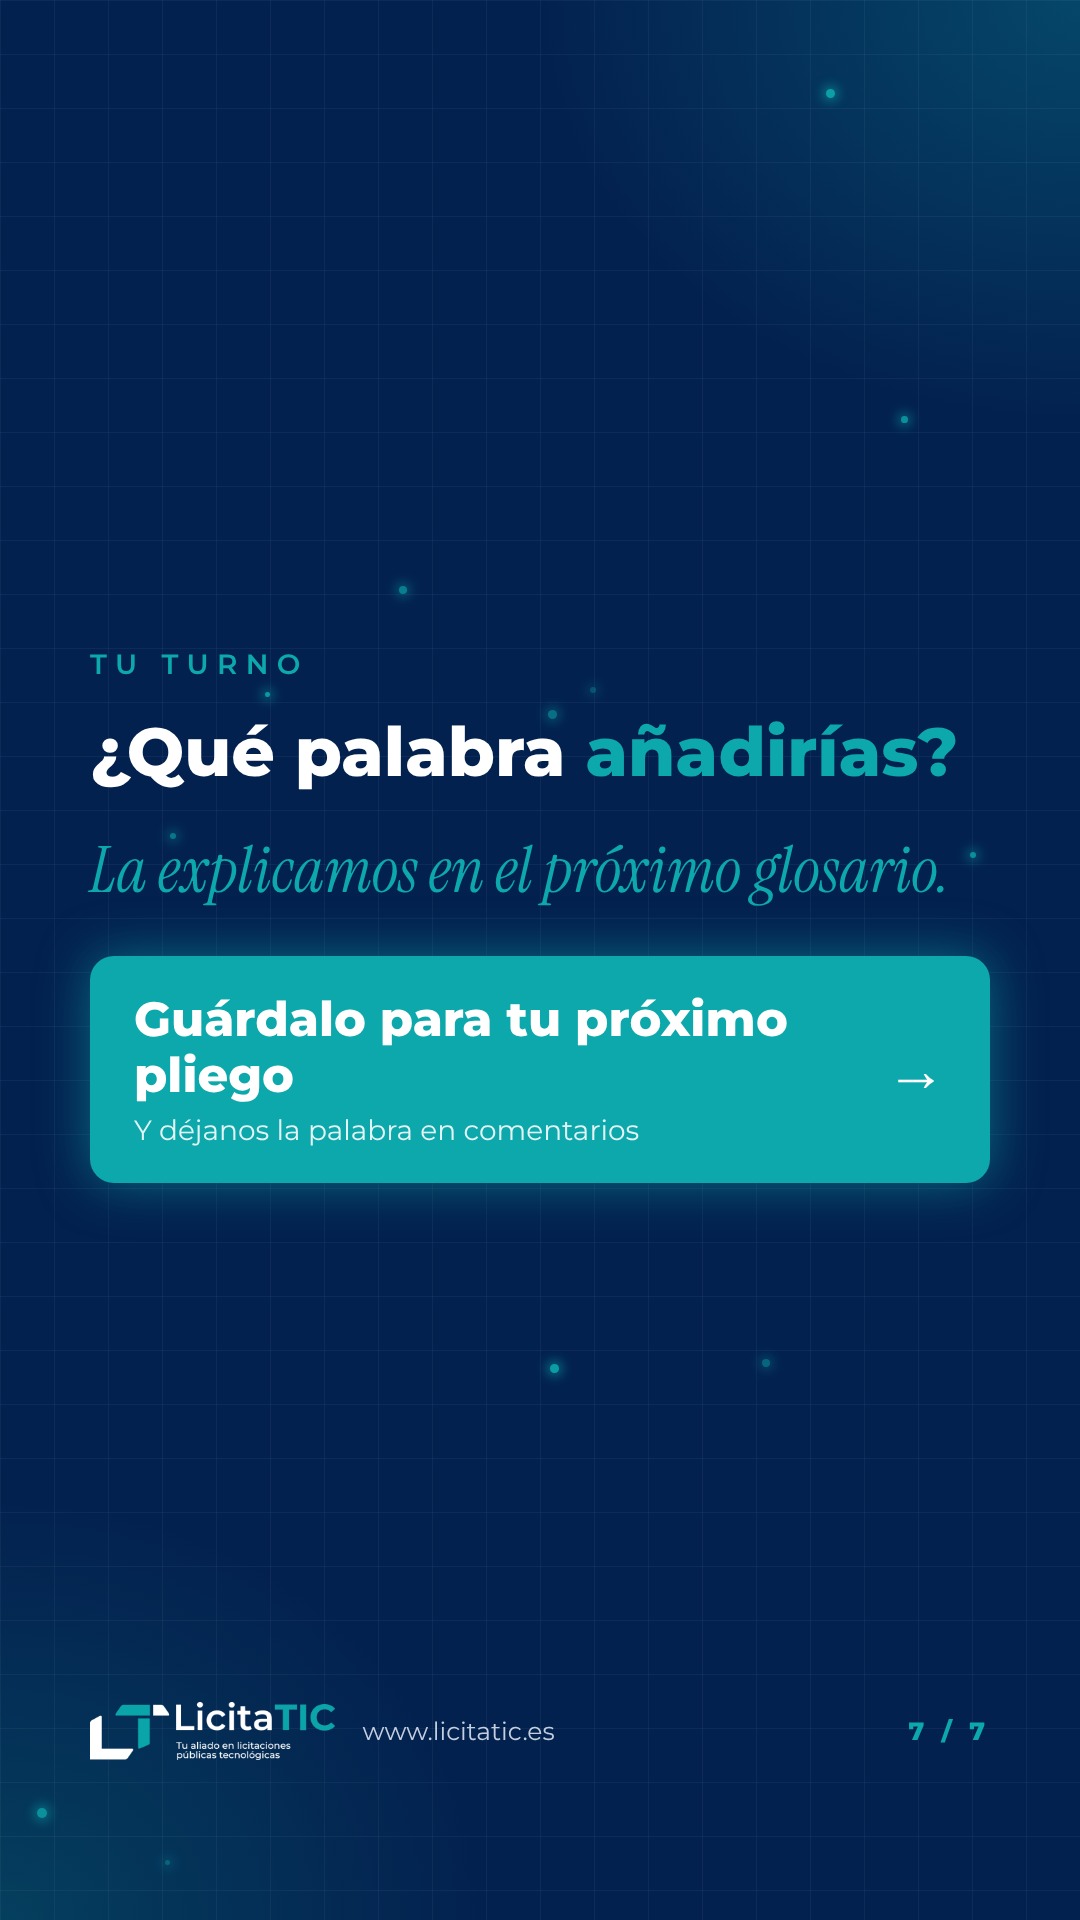 TU TURNO
¿Qué palabra añadirías?
La explicamos en el próximo glosario.
Guárdalo para tu próximo
pliego
→
Y déjanos la palabra en comentarios
LicitaTIC
Tu aliado en licitaciones
públicas tecnológicas
www.licitatic.es
7 / 7